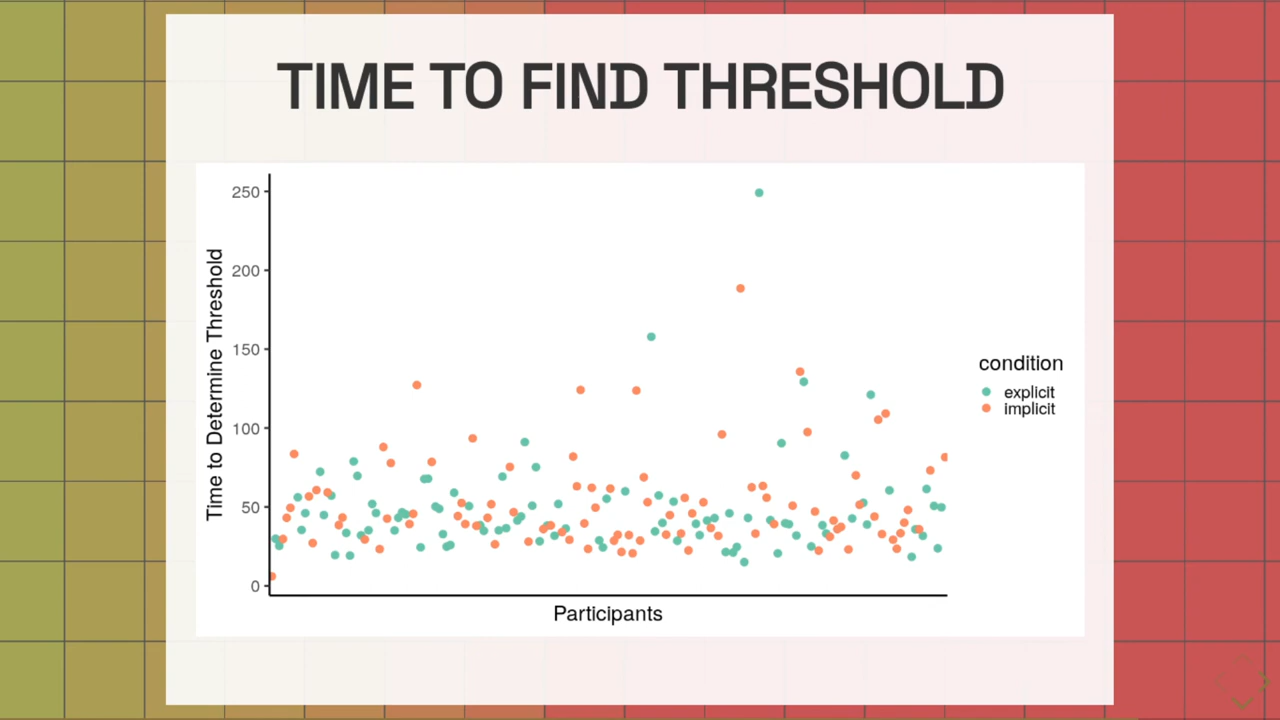 TIME TO FIND THRESHOLD
Time to Determine Threshold
250
200
150
100
50
0
Participants
condition
explicit
implicit